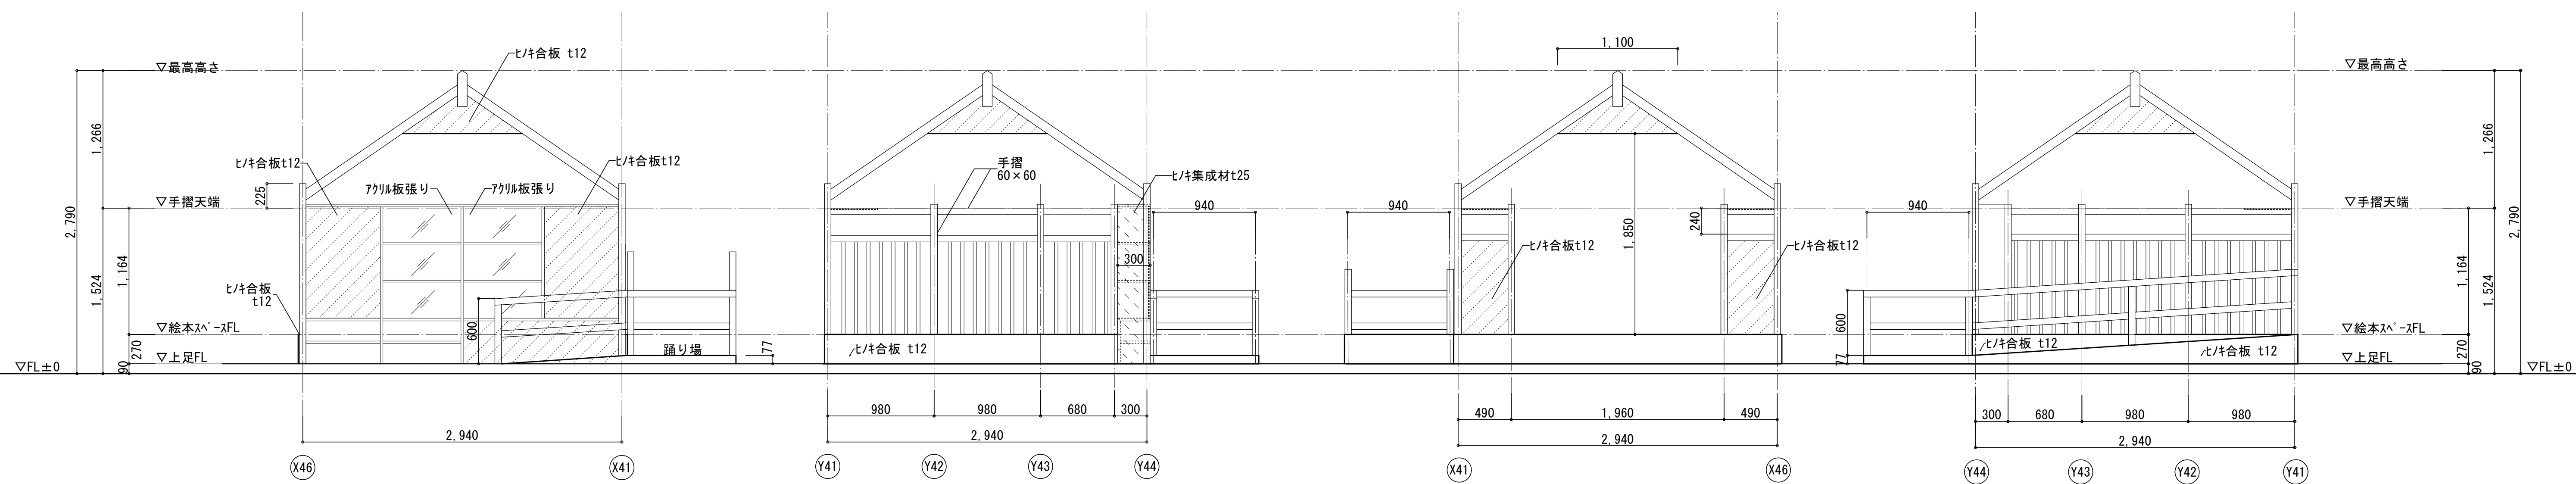 ▽最高高さ
1,266
2,790
225
▽手摺天端
1,164
1,524
▽絵本ｽﾍﾟｰｽFL
270
▽上足FL
90
▽FL±0
ﾋﾉｷ合板 t12
ﾋﾉｷ合板t12
ｱｸﾘﾙ板張り
ｱｸﾘﾙ板張り
ﾋﾉｷ合板t12
ﾋﾉｷ合板
t12
600
踊り場
77
2,940
X46
X41
手摺
60×60
ﾋﾉｷ集成材t25
940
300
ﾋﾉｷ合板 t12
980
980
680
300
2,940
Y41
Y42
Y43
Y44
1,100
940
1,850
240
ﾋﾉｷ合板t12
ﾋﾉｷ合板t12
490
1,960
490
2,940
X41
X46
940
600
77
ﾋﾉｷ合板 t12
ﾋﾉｷ合板 t12
300
680
980
980
2,940
Y44
Y43
Y42
Y41
▽最高高さ
1,266
2,790
▽手摺天端
1,164
1,524
▽絵本ｽﾍﾟｰｽFL
270
▽上足FL
90
▽FL±0